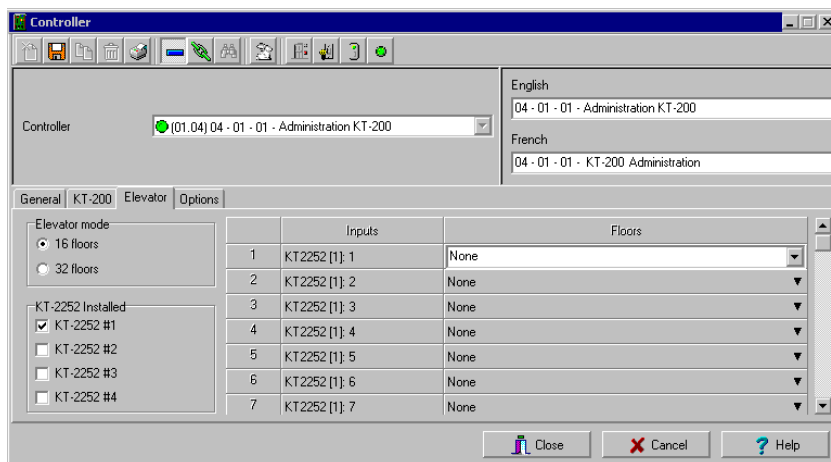 Controller
English
04 - 01 - 01 - Administration KT-200
Controller
(01.04) 04 - 01 - 01 - Administration KT-200
French
04 - 01 - 01 - KT-200 Administration
General KT-200 Elevator Options
Elevator mode
16 floors
32 floors
KT-2252 Installed
KT-2252 #1
KT-2252 #2
KT-2252 #3
KT-2252 #4
Inputs Floors
1 KT2252 [1]: 1 None
2 KT2252 [1]: 2 None
3 KT2252 [1]: 3 None
4 KT2252 [1]: 4 None
5 KT2252 [1]: 5 None
6 KT2252 [1]: 6 None
7 KT2252 [1]: 7 None
Close Cancel Help